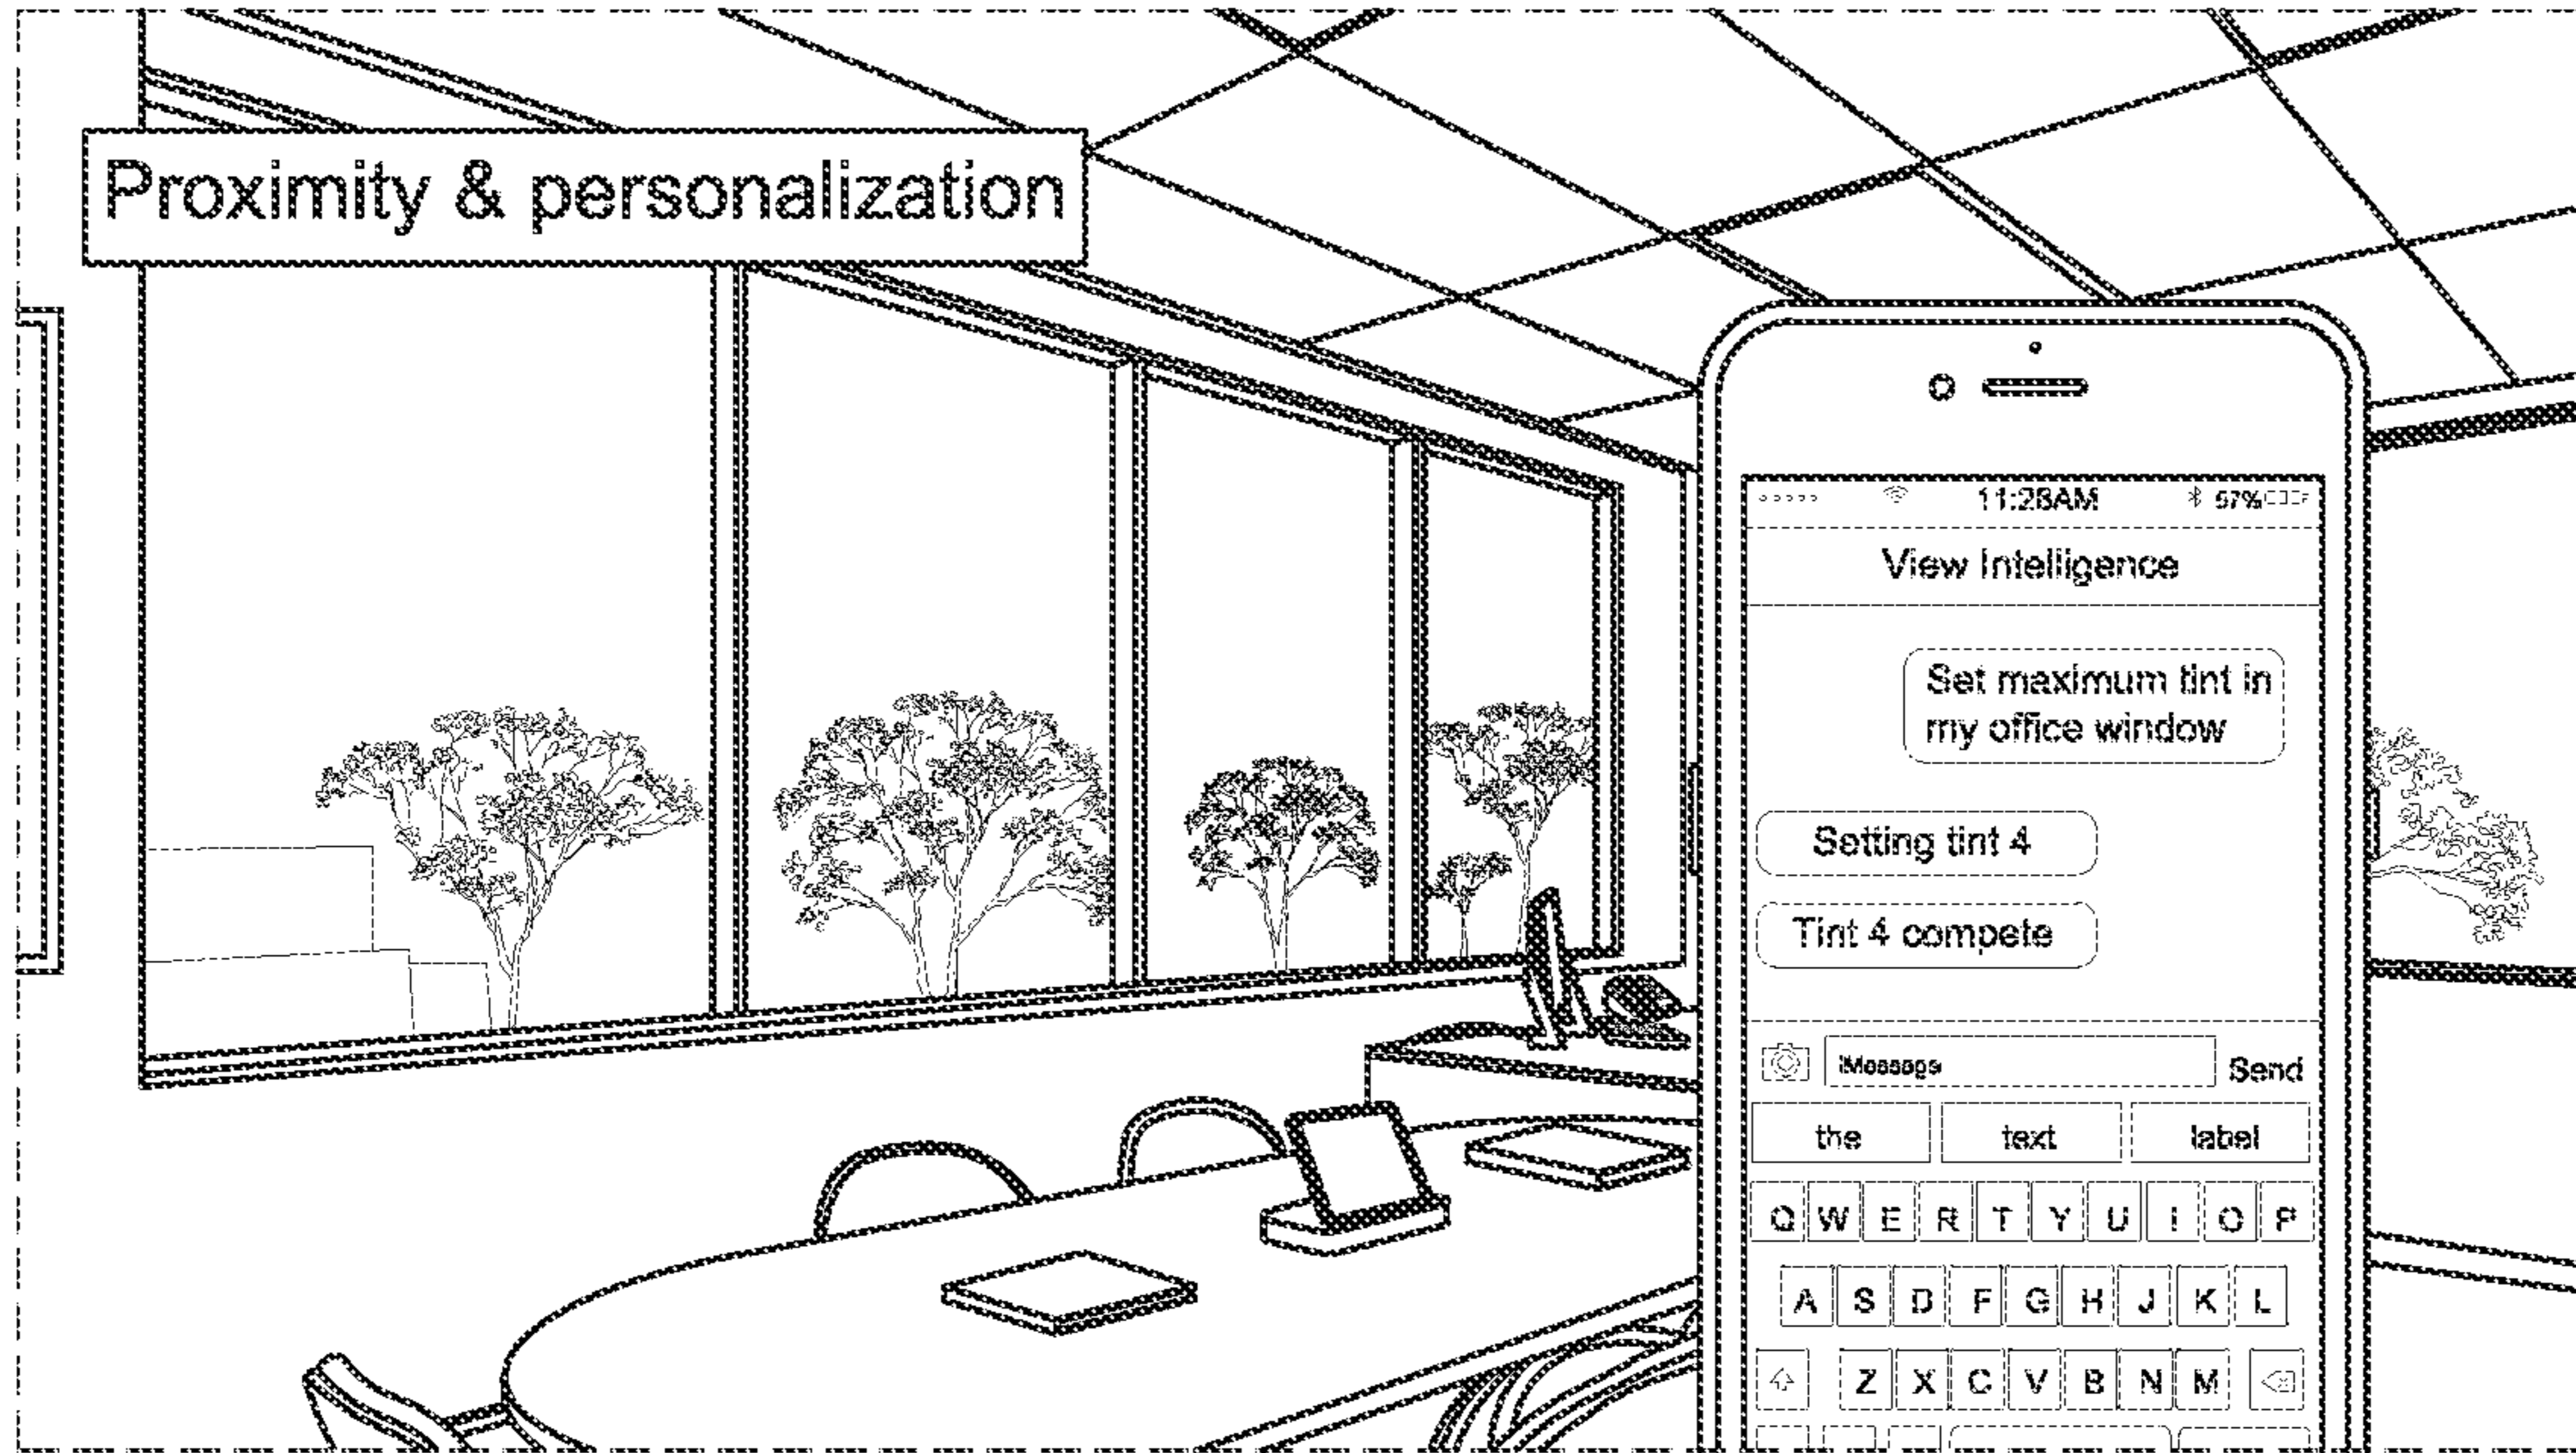 Proximity & personalization
11:28AM 97%
View Intelligence
Set maximum tint in
my office window
Setting tint 4
Tint 4 compete
iMessage Send
the text label
Q W E R T Y U I O P
A S D F G H J K L
Z X C V B N M